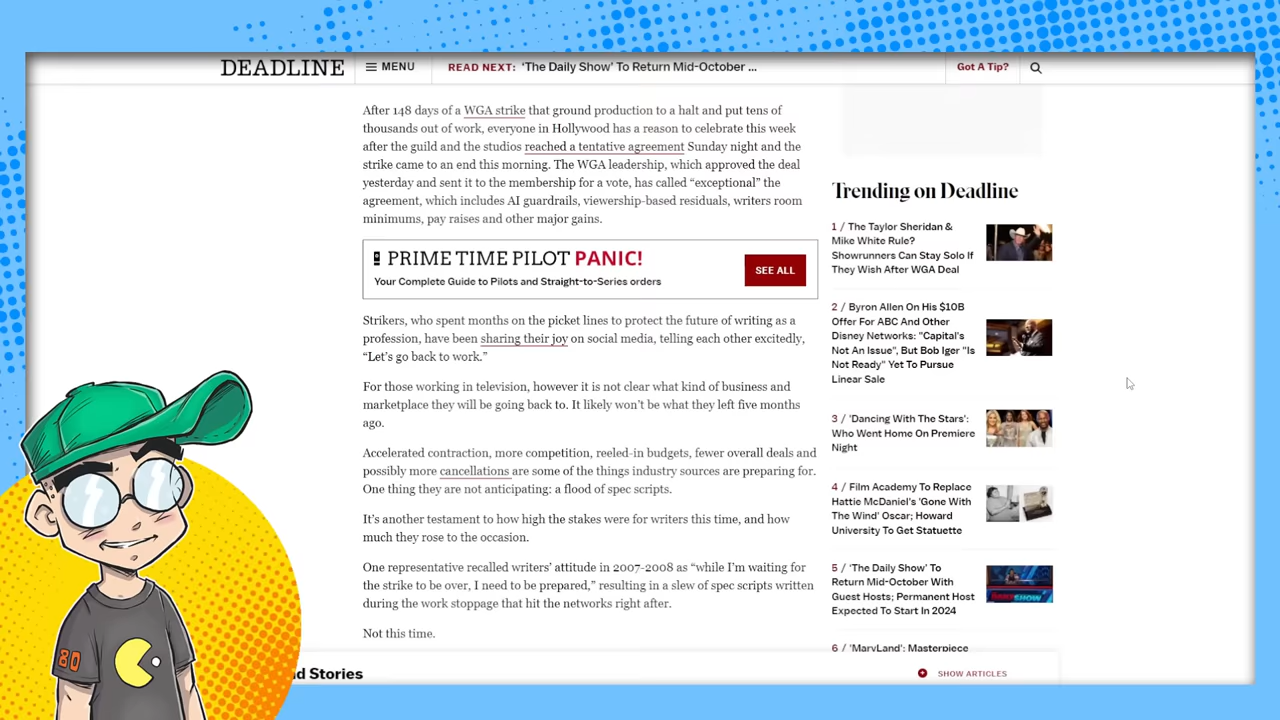 DEADLINE
MENU
READ NEXT: 'The Daily Show' To Return Mid-October ...
Got A Tip?
After 148 days of a WGA strike that ground production to a halt and put tens of
thousands out of work, everyone in Hollywood has a reason to celebrate this week
after the guild and the studios reached a tentative agreement Sunday night and the
strike came to an end this morning. The WGA leadership, which approved the deal
yesterday and sent it to the membership for a vote, has called “exceptional” the
agreement, which includes AI guardrails, viewership-based residuals, writers room
minimums, pay raises and other major gains.
PRIME TIME PILOT PANIC!
Your Complete Guide to Pilots and Straight-to-Series orders
SEE ALL
Strikers, who spent months on the picket lines to protect the future of writing as a
profession, have been sharing their joy on social media, telling each other excitedly,
“Let’s go back to work.”
For those working in television, however it is not clear what kind of business and
marketplace they will be going back to. It likely won’t be what they left five months
ago.
Accelerated contraction, more competition, reeled-in budgets, fewer overall deals and
possibly more cancellations are some of the things industry sources are preparing for.
One thing they are not anticipating: a flood of spec scripts.
It’s another testament to how high the stakes were for writers this time, and how
much they rose to the occasion.
One representative recalled writers’ attitude in 2007-2008 as “while I’m waiting for
the strike to be over, I need to be prepared,” resulting in a slew of spec scripts written
during the work stoppage that hit the networks right after.
Not this time.
Trending on Deadline
1 / The Taylor Sheridan &
Mike White Rule?
Showrunners Can Stay Solo If
They Wish After WGA Deal
2 / Byron Allen On His $10B
Offer For ABC And Other
Disney Networks: "Capital's
Not An Issue", But Bob Iger "Is
Not Ready" Yet To Pursue
Linear Sale
3 / 'Dancing With The Stars':
Who Went Home On Premiere
Night
4 / Film Academy To Replace
Hattie McDaniel's 'Gone With
The Wind' Oscar; Howard
University To Get Statuette
5 / 'The Daily Show' To
Return Mid-October With
Guest Hosts; Permanent Host
Expected To Start In 2024
6 / 'MaryLand': Masterpiece
d Stories
SHOW ARTICLES
80